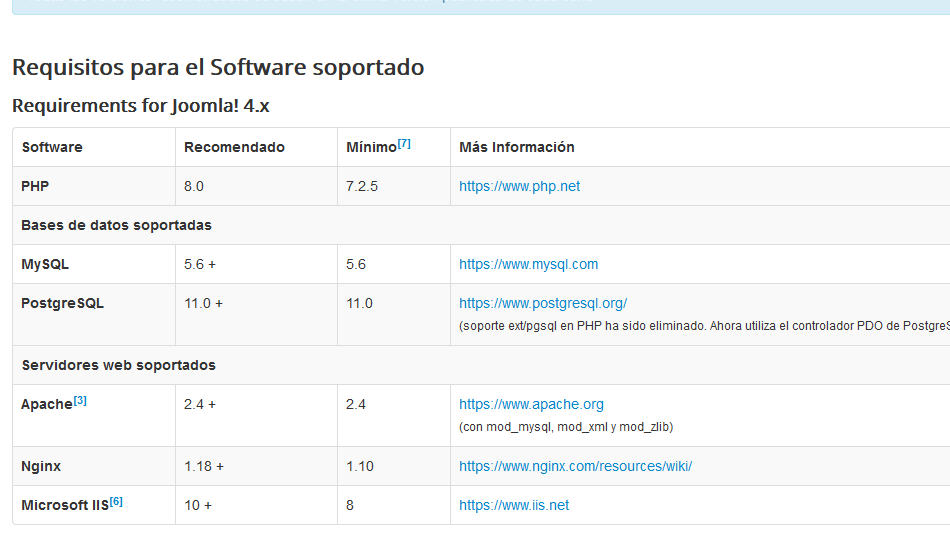 Requisitos para el Software soportado
Requirements for Joomla! 4.x
Software Recomendado Mínimo[7] Más Información
PHP 8.0 7.2.5 https://www.php.net
Bases de datos soportadas
MySQL 5.6 + 5.6 https://www.mysql.com
PostgreSQL 11.0 + 11.0 https://www.postgresql.org/
(soporte ext/pgsql en PHP ha sido eliminado. Ahora utiliza el controlador PDO de PostgreS
Servidores web soportados
Apache[3] 2.4 + 2.4 https://www.apache.org
(con mod_mysql, mod_xml y mod_zlib)
Nginx 1.18 + 1.10 https://www.nginx.com/resources/wiki/
Microsoft IIS[6] 10 + 8 https://www.iis.net